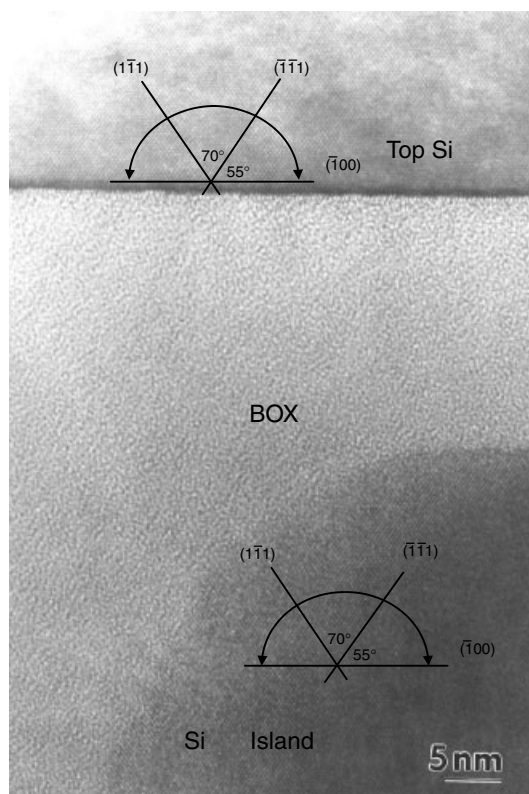 (11̅1) (1̅1̅1)
Top Si
70°
55° (1̅00)
BOX
(11̅1) (1̅1̅1)
70°
55° (1̅00)
Si Island
5nm